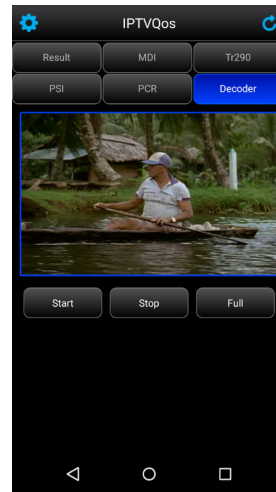 IPTVQos
Result MDI Tr290
PSI PCR Decoder
Start Stop Full